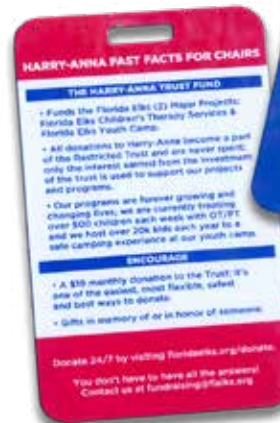 HARRY-ANNA FAST FACTS FOR CHAIRS
THE HARRY-ANNA TRUST FUND
• Funds the Florida Elks (2) Major Projects:
Florida Elks Children's Therapy Services &
Florida Elks Youth Camp.
• All donations to Harry-Anna become a part
of the Restricted Trust and are never spent;
only the interest earned from the investment
of the trust is used to support our projects
and programs.
• Our programs are forever growing and
changing lives, we are currently treating
over 500 children each week with OT/PT
and we host over 20k kids each year to a
safe camping experience at our youth camp.
ENCOURAGE
• A $19 monthly donation to the Trust; it's
one of the easiest, most flexible, safest
and best ways to donate.
• Gifts in memory of or in honor of someone.
Donate 24/7 by visiting floridaelks.org/donate.
You don't have to have all the answers!
Contact us at fundraising@flelks.org